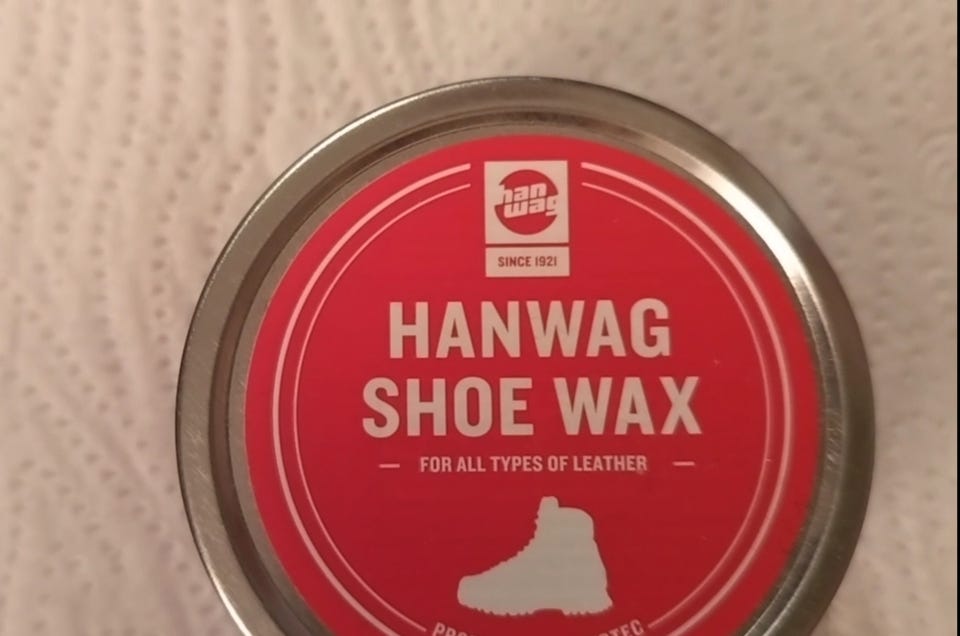 han
wag
SINCE 1921
HANWAG
SHOE WAX
FOR ALL TYPES OF LEATHER